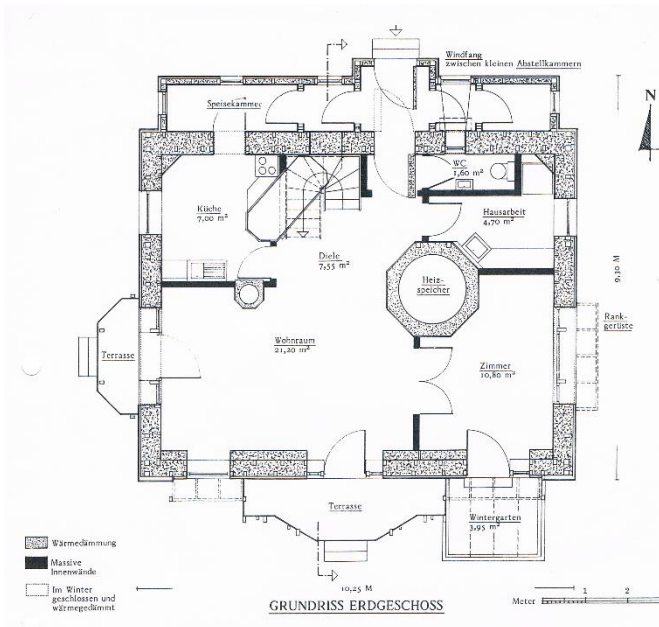 Windfang
zwischen kleinen Abstellkammern
N
Speisekammer
WC
1,60 m²
Küche
7,00 m²
Hausarbeit
4,70 m²
Diele
7,55 m²
Heiz-
speicher
9,30 M
Rank-
gerüste
Terrasse
Wohnraum
21,20 m²
Zimmer
10,80 m²
Terrasse
Wintergarten
3,95 m²
Wärmedämmung
Massive
Innenwände
Im Winter
geschlossen und
wärmegedämmt
10,25 M
GRUNDRISS ERDGESCHOSS
Meter 1 2